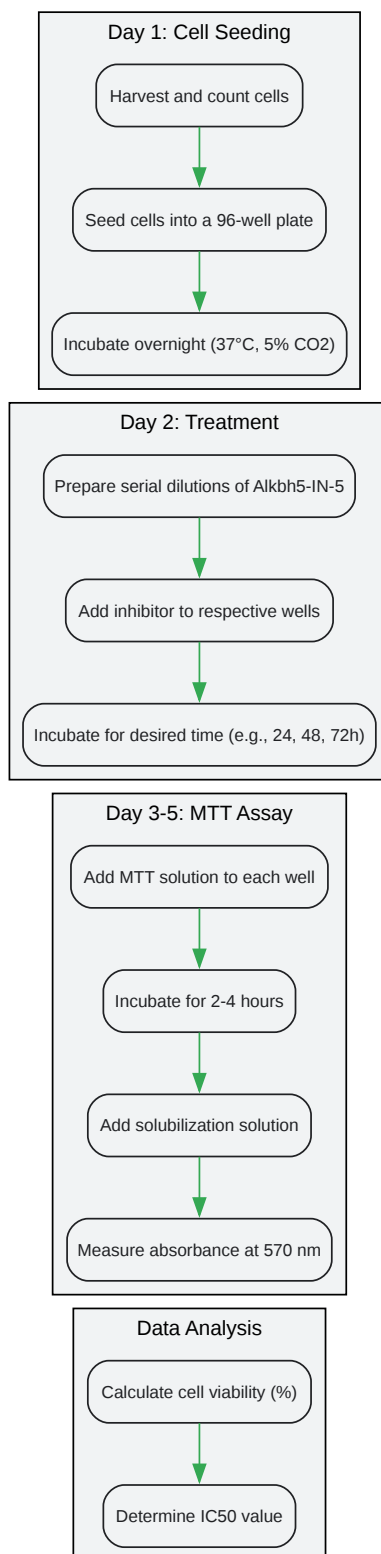 Day 1: Cell Seeding
Harvest and count cells
Seed cells into a 96-well plate
Incubate overnight (37°C, 5% CO2)
Day 2: Treatment
Prepare serial dilutions of Alkbh5-IN-5
Add inhibitor to respective wells
Incubate for desired time (e.g., 24, 48, 72h)
Day 3-5: MTT Assay
Add MTT solution to each well
Incubate for 2-4 hours
Add solubilization solution
Measure absorbance at 570 nm
Data Analysis
Calculate cell viability (%)
Determine IC50 value